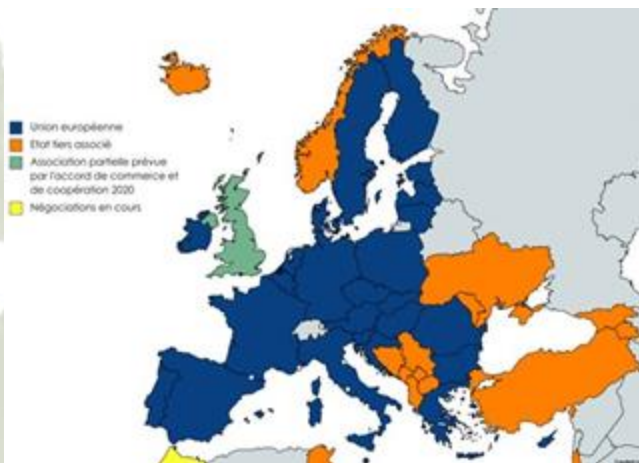 Union européenne
Etat tiers associé
Association partielle prévue
par l'accord de commerce et
de coopération 2020
Négociations en cours